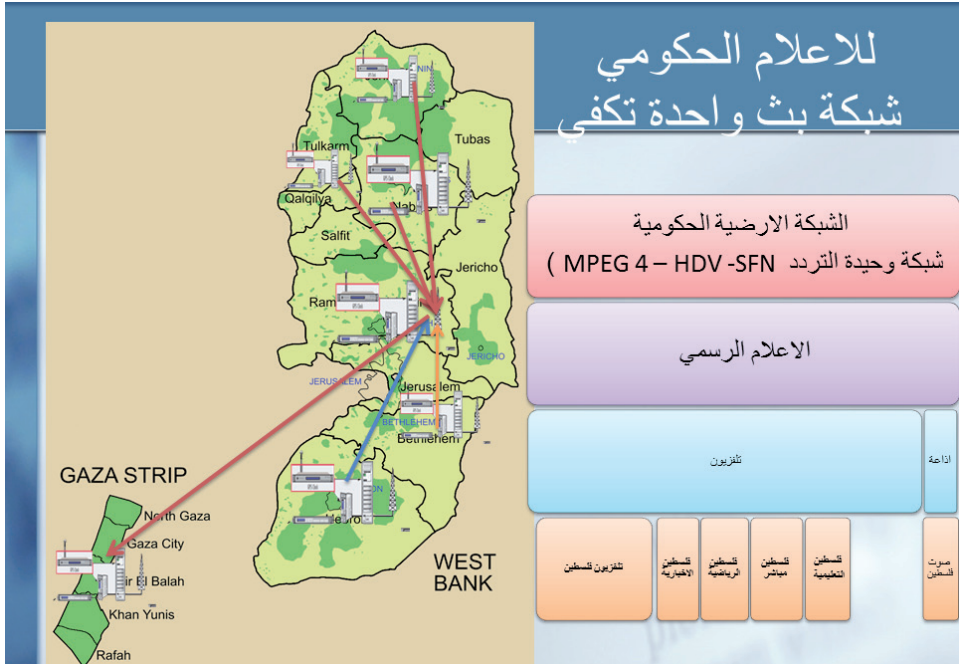 للاعلام الحكومي
شبكة بث واحدة تكفي
الشبكة الارضية الحكومية
شبكة وحيدة التردد MPEG 4 – HDV -SFN )
الاعلام الرسمي
تلفزيون
اذاعة
تلفزيون فلسطين
فلسطين
الاخبارية
فلسطين
الرياضية
فلسطين
مباشر
فلسطين
التعليمية
صوت
فلسطين
Tubas
Tulkarm
Qalqilya
Salfit
Jericho
JERICHO
JERUSALEM
Jerusalem
BETHLEHEM
Bethlehem
GAZA STRIP
North Gaza
Gaza City
El Balah
Khan Yunis
Rafah
WEST
BANK